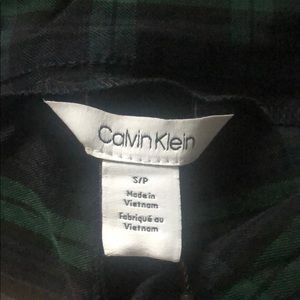 Calvin Klein
S/P
Made in
Vietnam
Fabriqué au
Vietnam